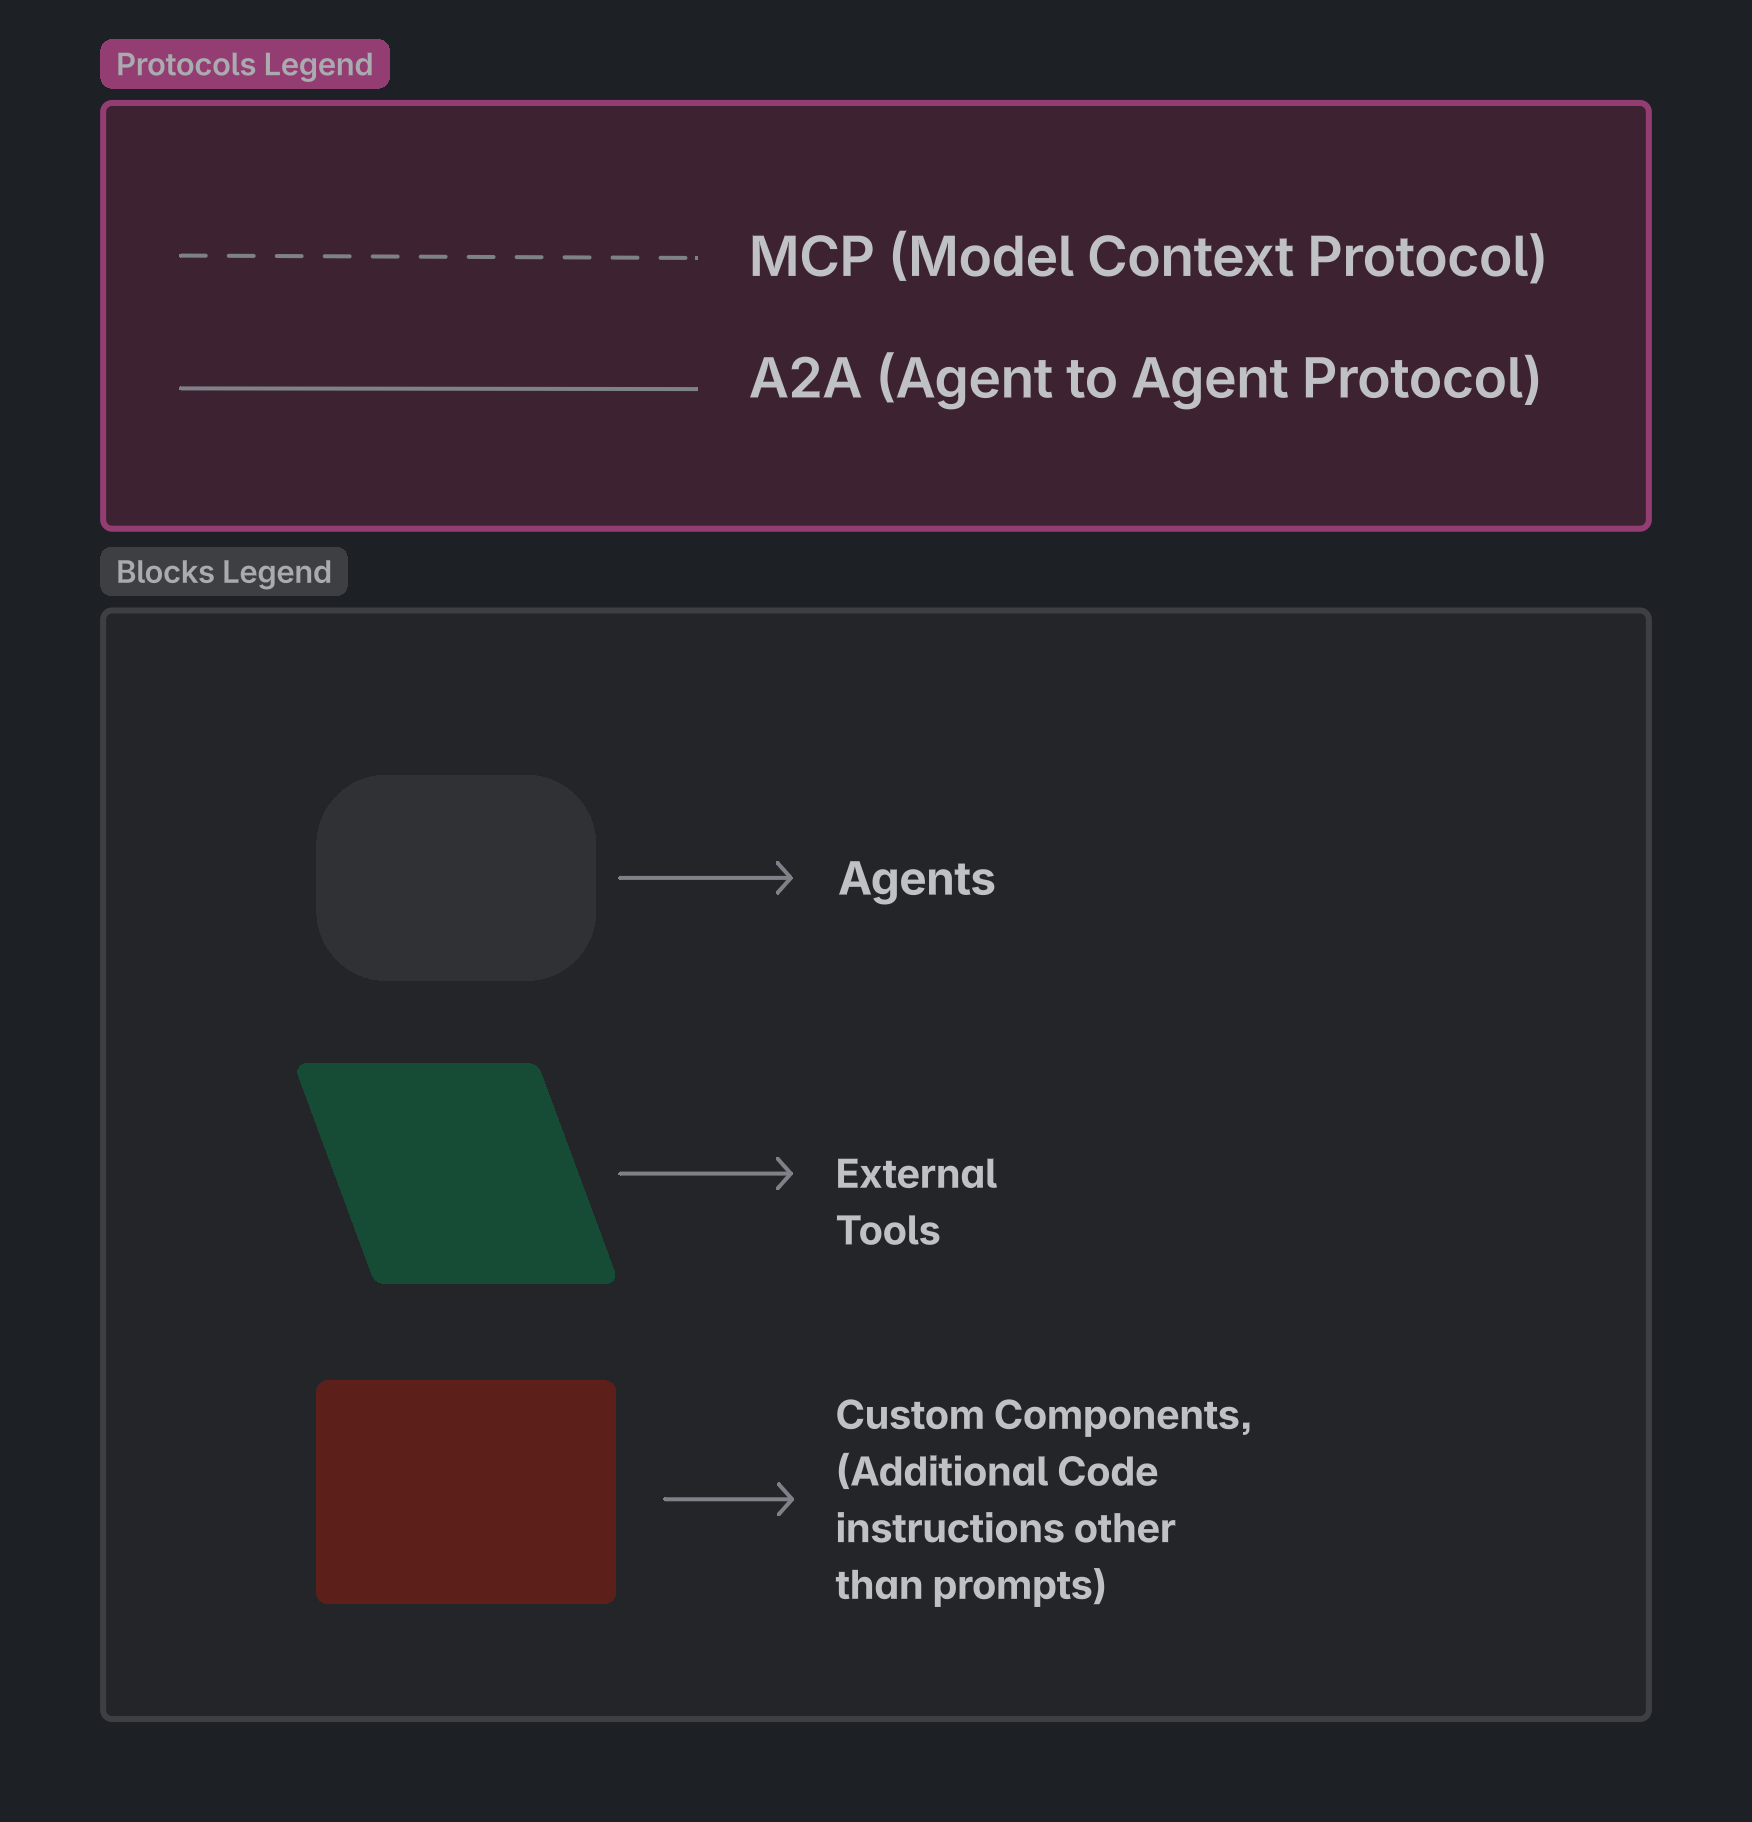 Protocols Legend
MCP (Model Context Protocol)
A2A (Agent to Agent Protocol)
Blocks Legend
Agents
External
Tools
Custom Components,
(Additional Code
instructions other
than prompts)